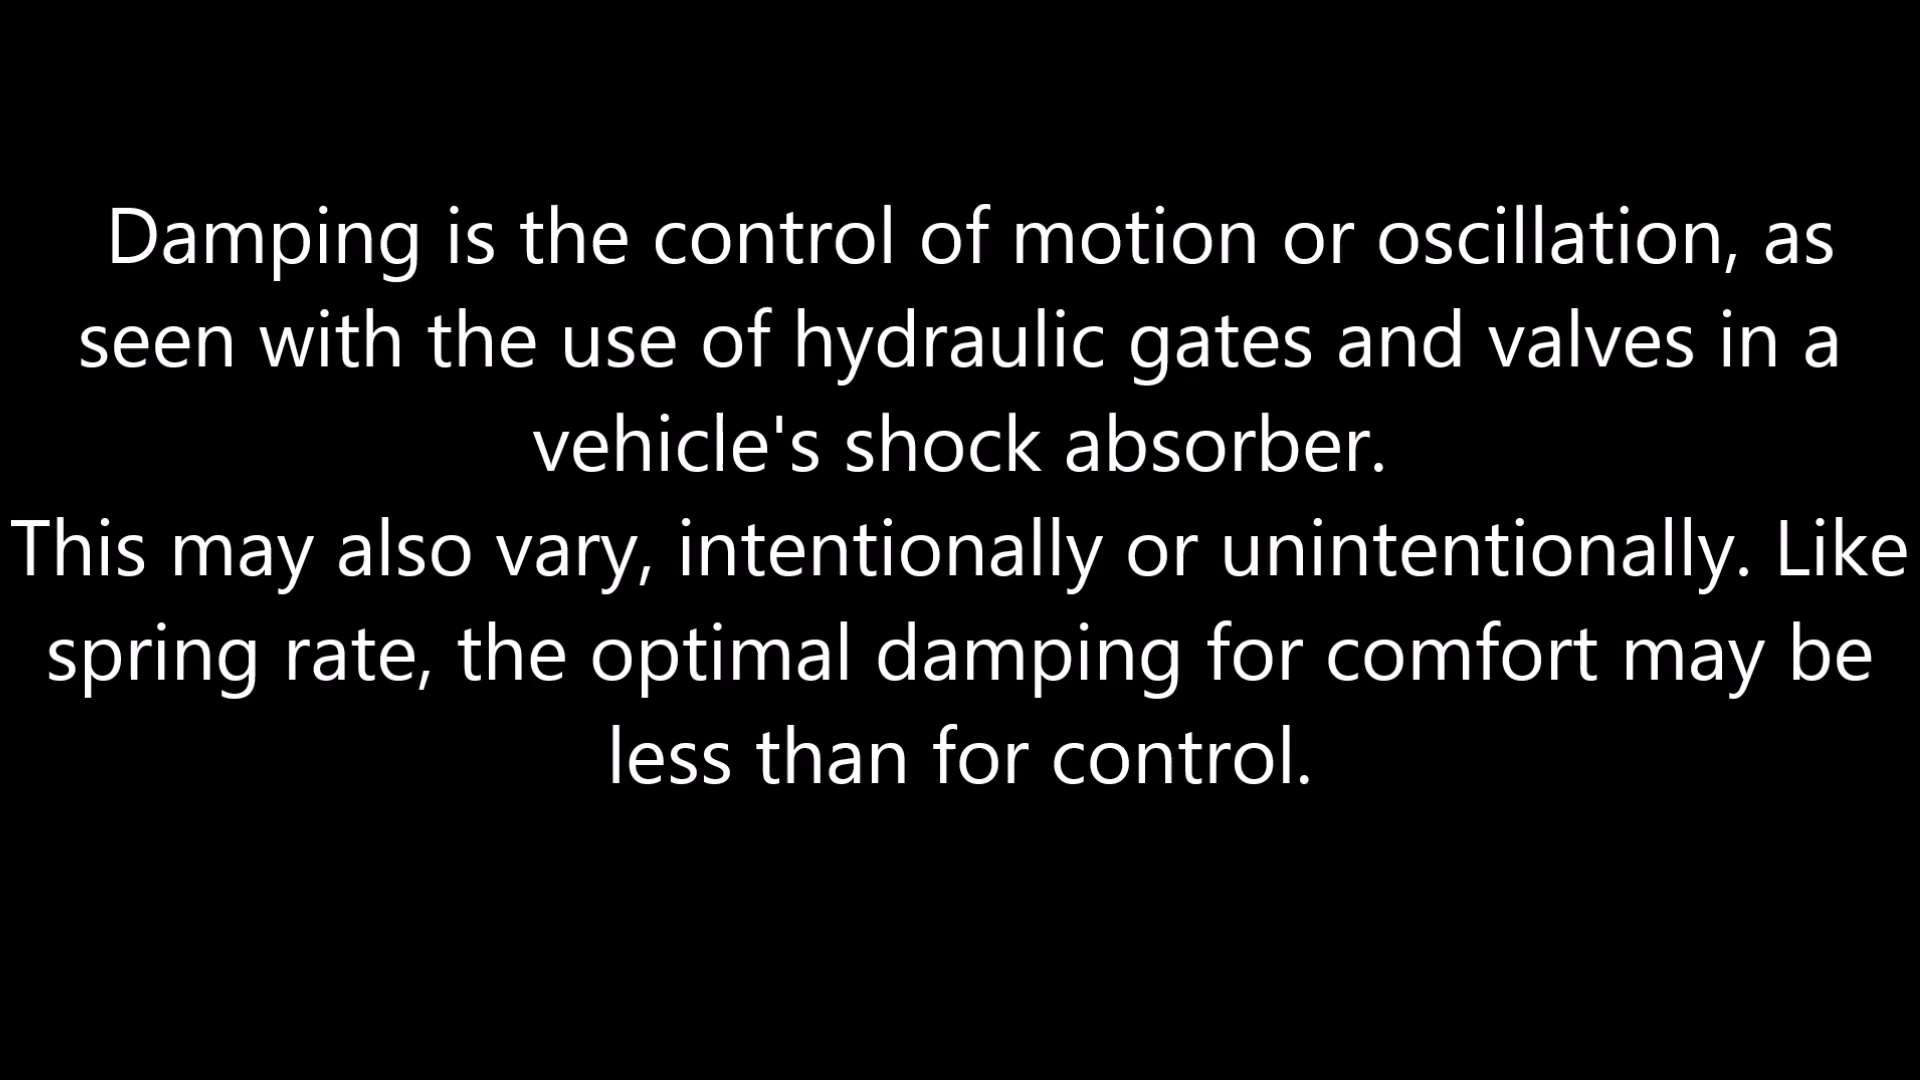 Damping is the control of motion or oscillation, as
seen with the use of hydraulic gates and valves in a
vehicle's shock absorber.
This may also vary, intentionally or unintentionally. Like
spring rate, the optimal damping for comfort may be
less than for control.